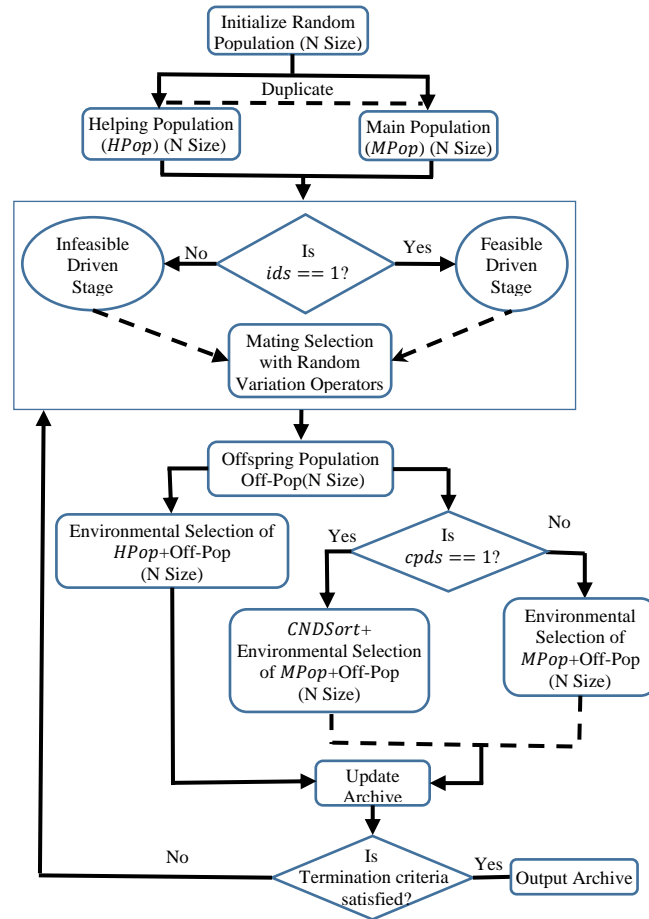 Initialize Random
Population (N Size)
Duplicate
Helping Population
(HPop) (N Size)
Main Population
(MPop) (N Size)
Infeasible
Driven
Stage
No
Is
ids == 1?
Yes
Feasible
Driven
Stage
Mating Selection
with Random
Variation Operators
Offspring Population
Off-Pop(N Size)
Environmental Selection of
HPop+Off-Pop
(N Size)
Yes
Is
cpds == 1?
No
CNDSort+
Environmental Selection
of MPop+Off-Pop
(N Size)
Environmental
Selection of
MPop+Off-Pop
(N Size)
Update
Archive
No
Is
Termination criteria
satisfied?
Yes
Output Archive